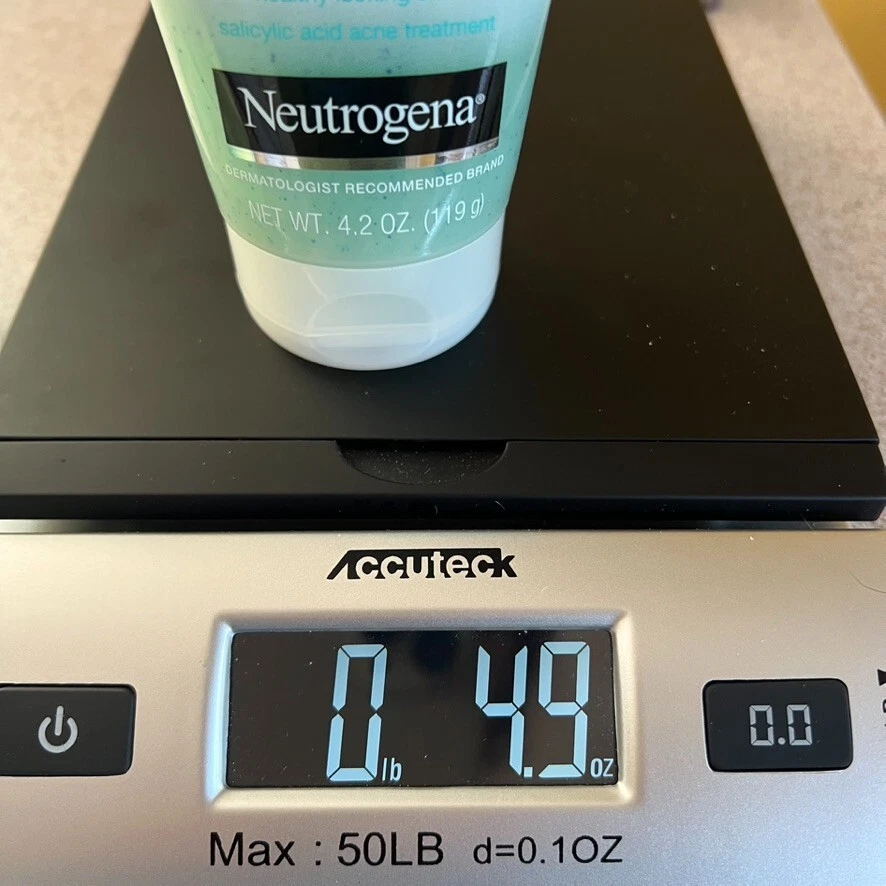 salicylic acid acne treatment
Neutrogena®
DERMATOLOGIST RECOMMENDED BRAND
NET WT. 4.2 OZ. (119 g)
Accuteck
0 lb 4.9 oz
0.0
Max : 50LB d=0.1OZ